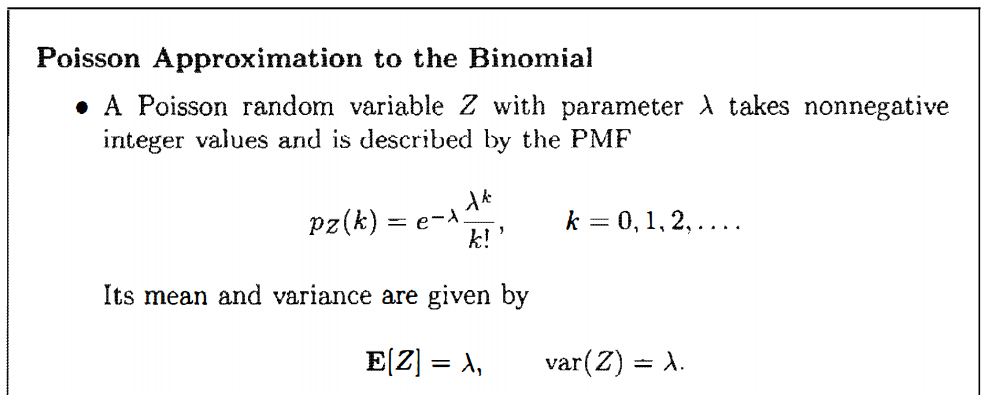 Poisson Approximation to the Binomial
• A Poisson random variable Z with parameter λ takes nonnegative
integer values and is described by the PMF
p_Z(k) = e^{-λ} \frac{λ^k}{k!}, k = 0, 1, 2, ....
Its mean and variance are given by
E[Z] = λ, var(Z) = λ.